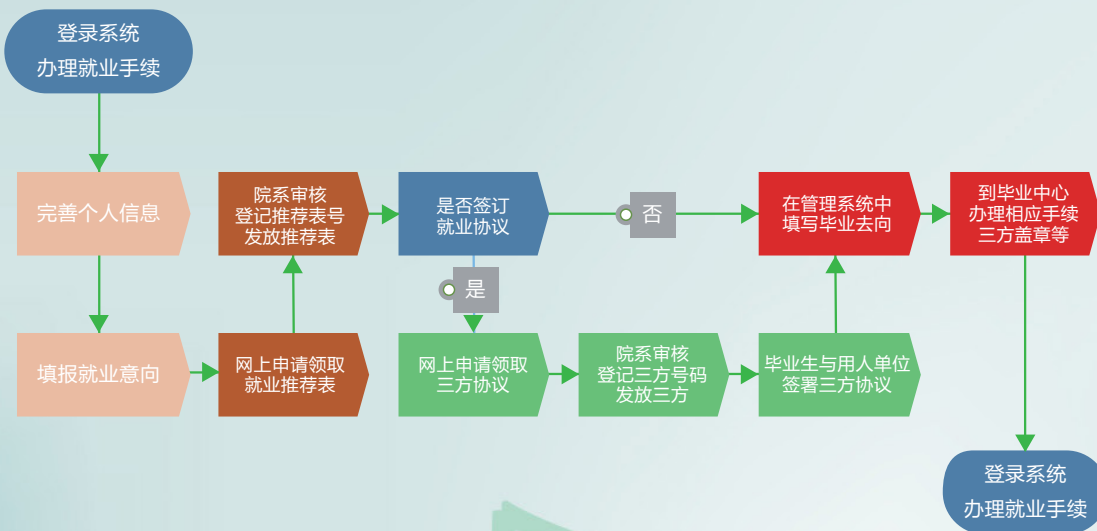 登录系统
办理就业手续
完善个人信息
填报就业意向
网上申请领取
就业推荐表
院系审核
登记推荐表号
发放推荐表
是否签订
就业协议
否
是
网上申请领取
三方协议
院系审核
登记三方号码
发放三方
毕业生与用人单位
签署三方协议
在管理系统中
填写毕业去向
到毕业中心
办理相应手续
三方盖章等
登录系统
办理就业手续